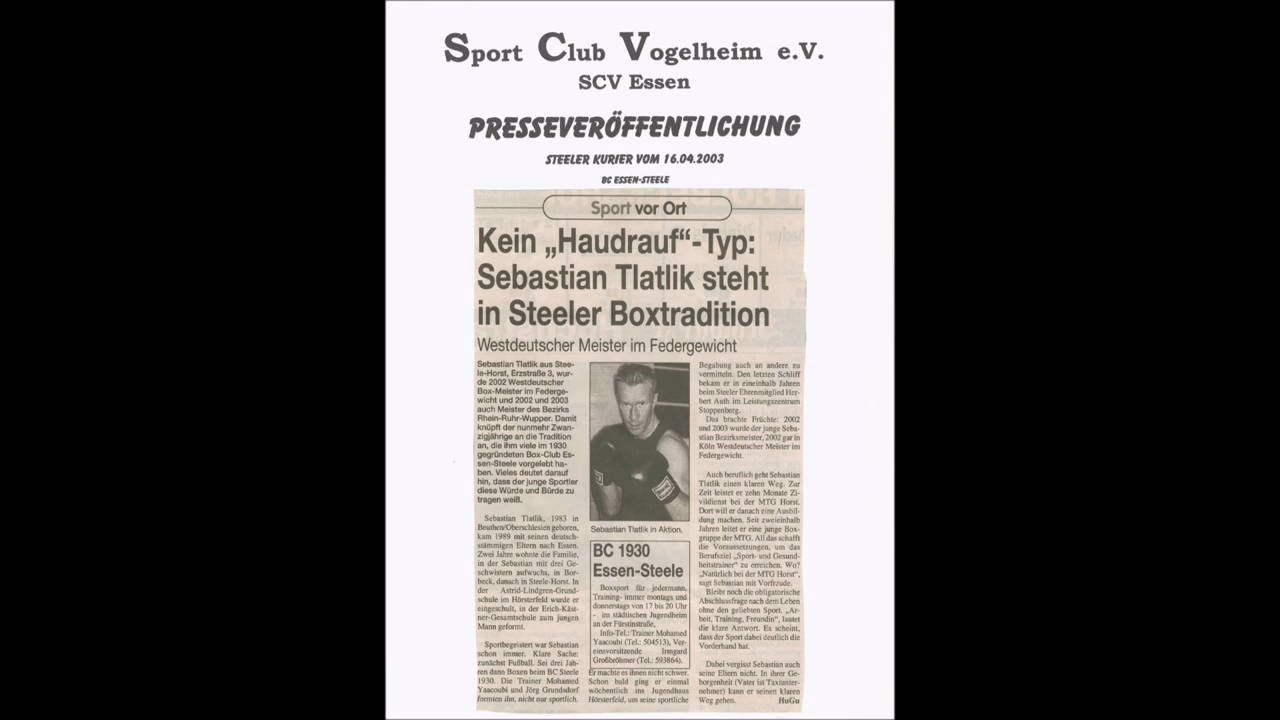 Sport Club Vogelheim e.V.
SCV Essen
PRESSEVERÖFFENTLICHUNG
STEELER KURIER VOM 16.04.2003
BC ESSEN-STEELE
Sport vor Ort
Kein „Haudrauf“-Typ:
Sebastian Tlatlik steht
in Steeler Boxtradition
Westdeutscher Meister im Federgewicht
Sebastian Tlatlik aus Stee-
le-Horst, Erzstraße 3, wur-
de 2002 Westdeutscher
Box-Meister im Federge-
wicht und 2002 und 2003
auch Meister des Bezirks
Rhein-Ruhr-Wupper. Damit
knüpft der nunmehr Zwan-
zigjährige an die Tradition
an, die ihm viele im 1930
gegründeten Box-Club Es-
sen-Steele vorgelebt ha-
ben. Vieles deutet darauf
hin, dass der junge Sportler
diese Würde und Bürde zu
tragen weiß.
Sebastian Tlatlik, 1983 in
Beuthen/Oberschlesien geboren,
kam 1989 mit seinen deutsch-
stämmigen Eltern nach Essen.
Zwei Jahre wohnte die Familie,
in der Sebastian mit drei Ge-
schwistern aufwuchs, in Bor-
beck, danach in Steele-Horst. In
der Astrid-Lindgren-Grund-
schule im Hörsterfeld wurde er
eingeschult, in der Erich-Käst-
ner-Gesamtschule zum jungen
Mann geformt.
Sportbegeistert war Sebastian
schon immer. Klare Sache:
zunächst Fußball. Sei drei Jah-
ren dann Boxen beim BC Steele
1930. Die Trainer Mohamed
Yaacoubi und Jörg Grundsdorf
formten ihn, nicht nur sportlich.
Sebastian Tlatlik in Aktion.
BC 1930
Essen-Steele
Boxsport für jedermann,
Training- immer montags und
donnerstags von 17 bis 20 Uhr
- im städtischen Jugendheim
an der Fürstinstraße.
Info-Tel.: Trainer Mohamed
Yaacoubi (Tel.: 504513), Ver-
einsvorsitzende Irmgard
Großbröhmer (Tel.: 593864).
Er machte es ihnen nicht schwer.
Schon bald ging er einmal
wöchentlich ins Jugendhaus
Hörsterfeld, um seine sportliche
Begabung auch an andere zu
vermitteln. Den letzten Schliff
bekam er in eineinhalb Jahren
beim Steeler Ehrenmitglied Her-
bert Auth im Leistungszentrum
Stoppenberg.
Das brachte Früchte: 2002
und 2003 wurde der junge Seba-
stian Bezirksmeister, 2002 gar in
Köln Westdeutscher Meister im
Federgewicht.
Auch beruflich geht Sebastian
Tlatlik einen klaren Weg. Zur
Zeit leistet er zehn Monate Zi-
vildienst bei der MTG Horst.
Dort will er danach eine Ausbil-
dung machen. Seit zweieinhalb
Jahren leitet er eine junge Box-
gruppe der MTG. All das schafft
die Voraussetzungen, um das
Berufsziel „Sport- und Gesund-
heitstrainer“ zu erreichen. Wo?
„Natürlich bei der MTG Horst“,
sagt Sebastian mit Vorfrzude.
Bleibt noch die obligatorische
Abschlussfrage nach dem Leben
ohne den geliebten Sport. „Ar-
beit, Training, Freundin“, lautet
die klare Antwort. Es scheint,
dass der Sport dabei deutlich die
Vorderhand hat.
Dabei vergisst Sebastian auch
seine Eltern nicht. In ihrer Ge-
borgenheit (Vater ist Taxiunter-
nehmer) kann er seinen klaren
Weg gehen. HuGu